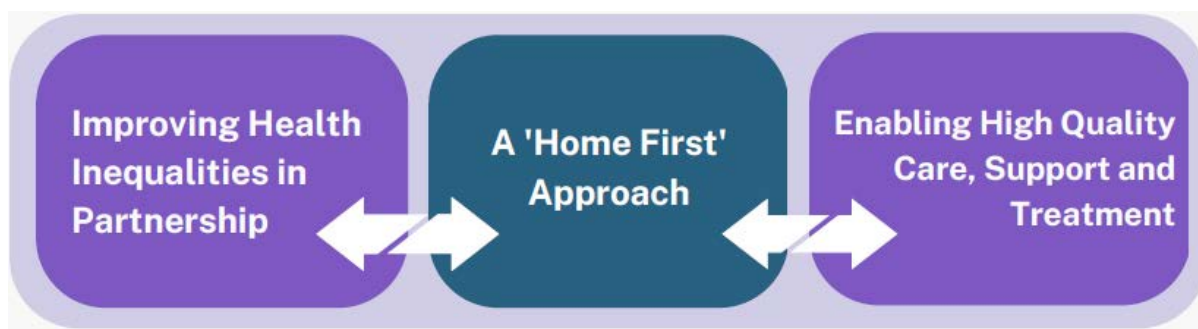 Improving Health
Inequalities in
Partnership
A 'Home First'
Approach
Enabling High Quality
Care, Support and
Treatment